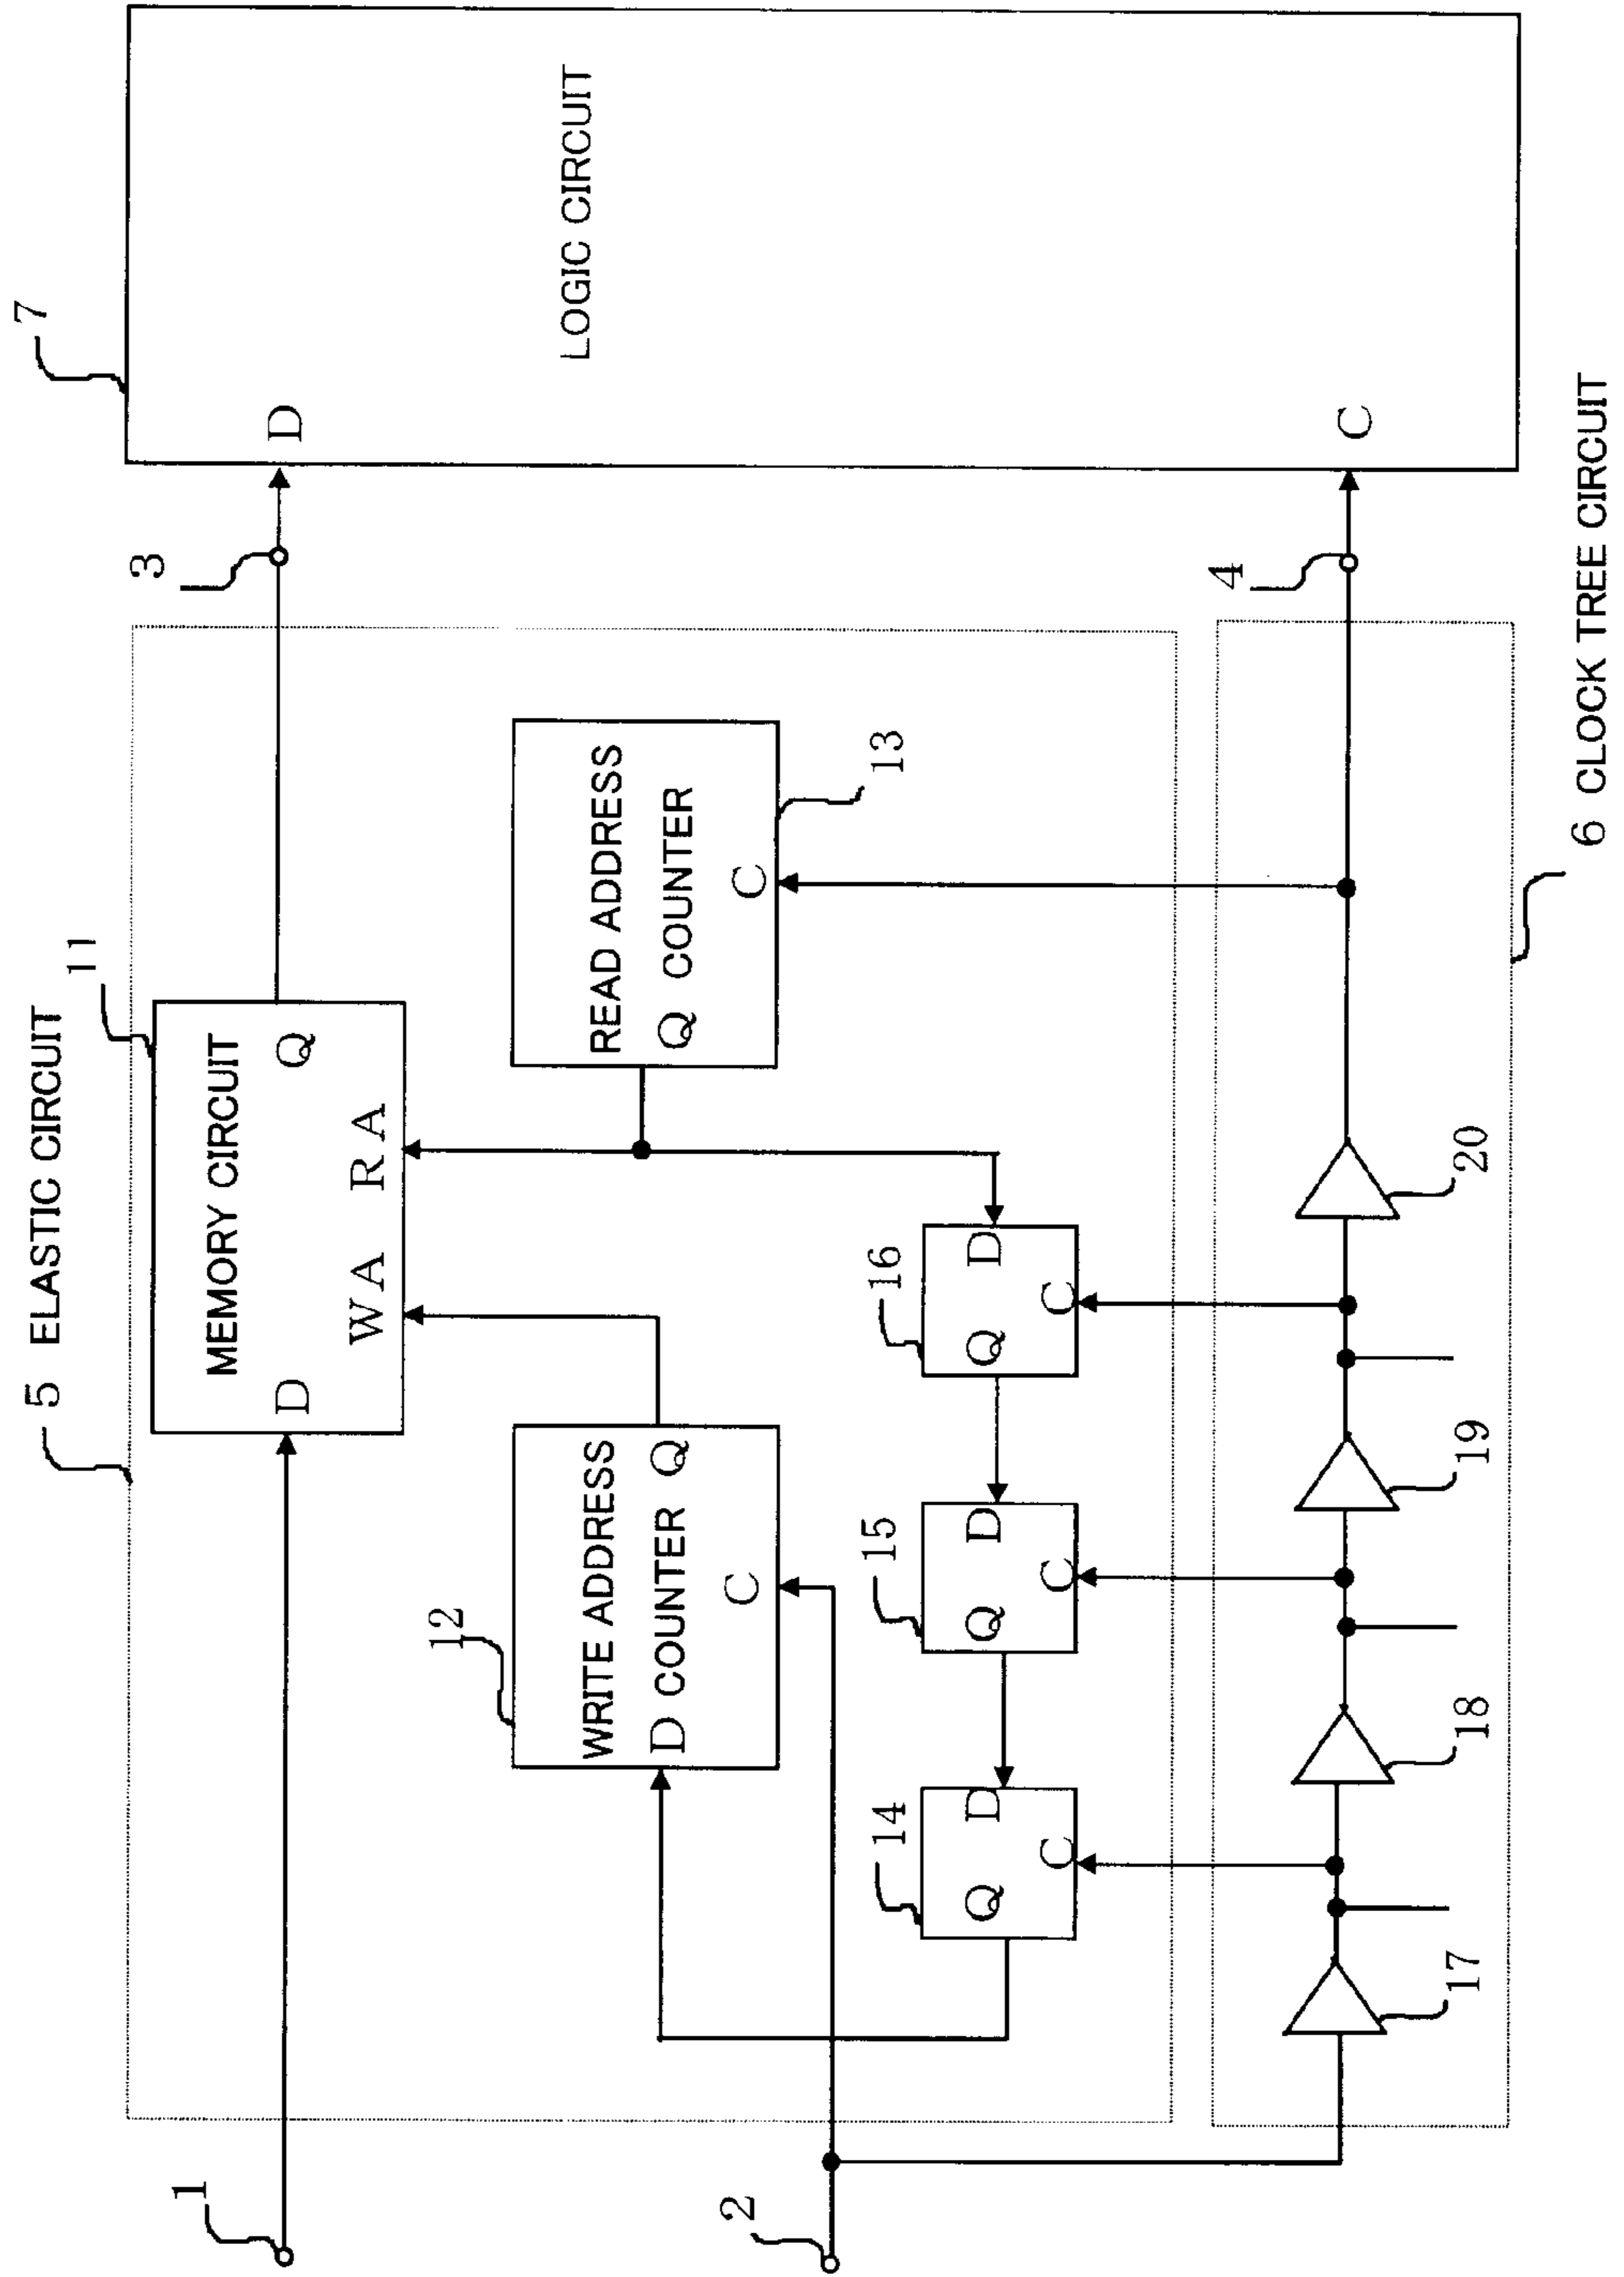 5 ELASTIC CIRCUIT
1
11
3
7
MEMORY CIRCUIT
D
Q
WA RA
D
LOGIC CIRCUIT
12
WRITE ADDRESS
D COUNTER Q
C
READ ADDRESS
Q COUNTER
C
13
2
14
Q
D
C
15
Q
D
C
16
Q
D
C
4
C
17
18
19
20
6 CLOCK TREE CIRCUIT